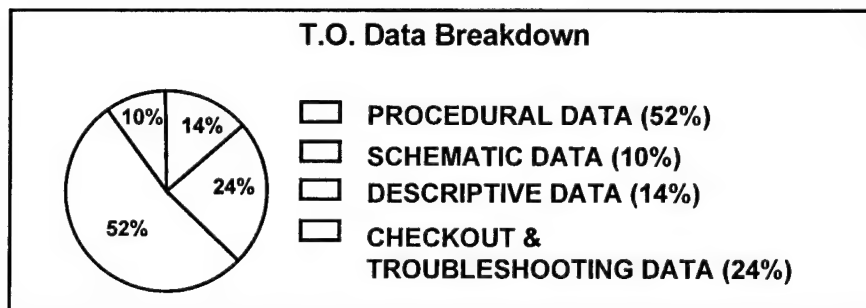 T.O. Data Breakdown
10%
14%
24%
52%
PROCEDURAL DATA (52%)
SCHEMATIC DATA (10%)
DESCRIPTIVE DATA (14%)
CHECKOUT &
TROUBLESHOOTING DATA (24%)